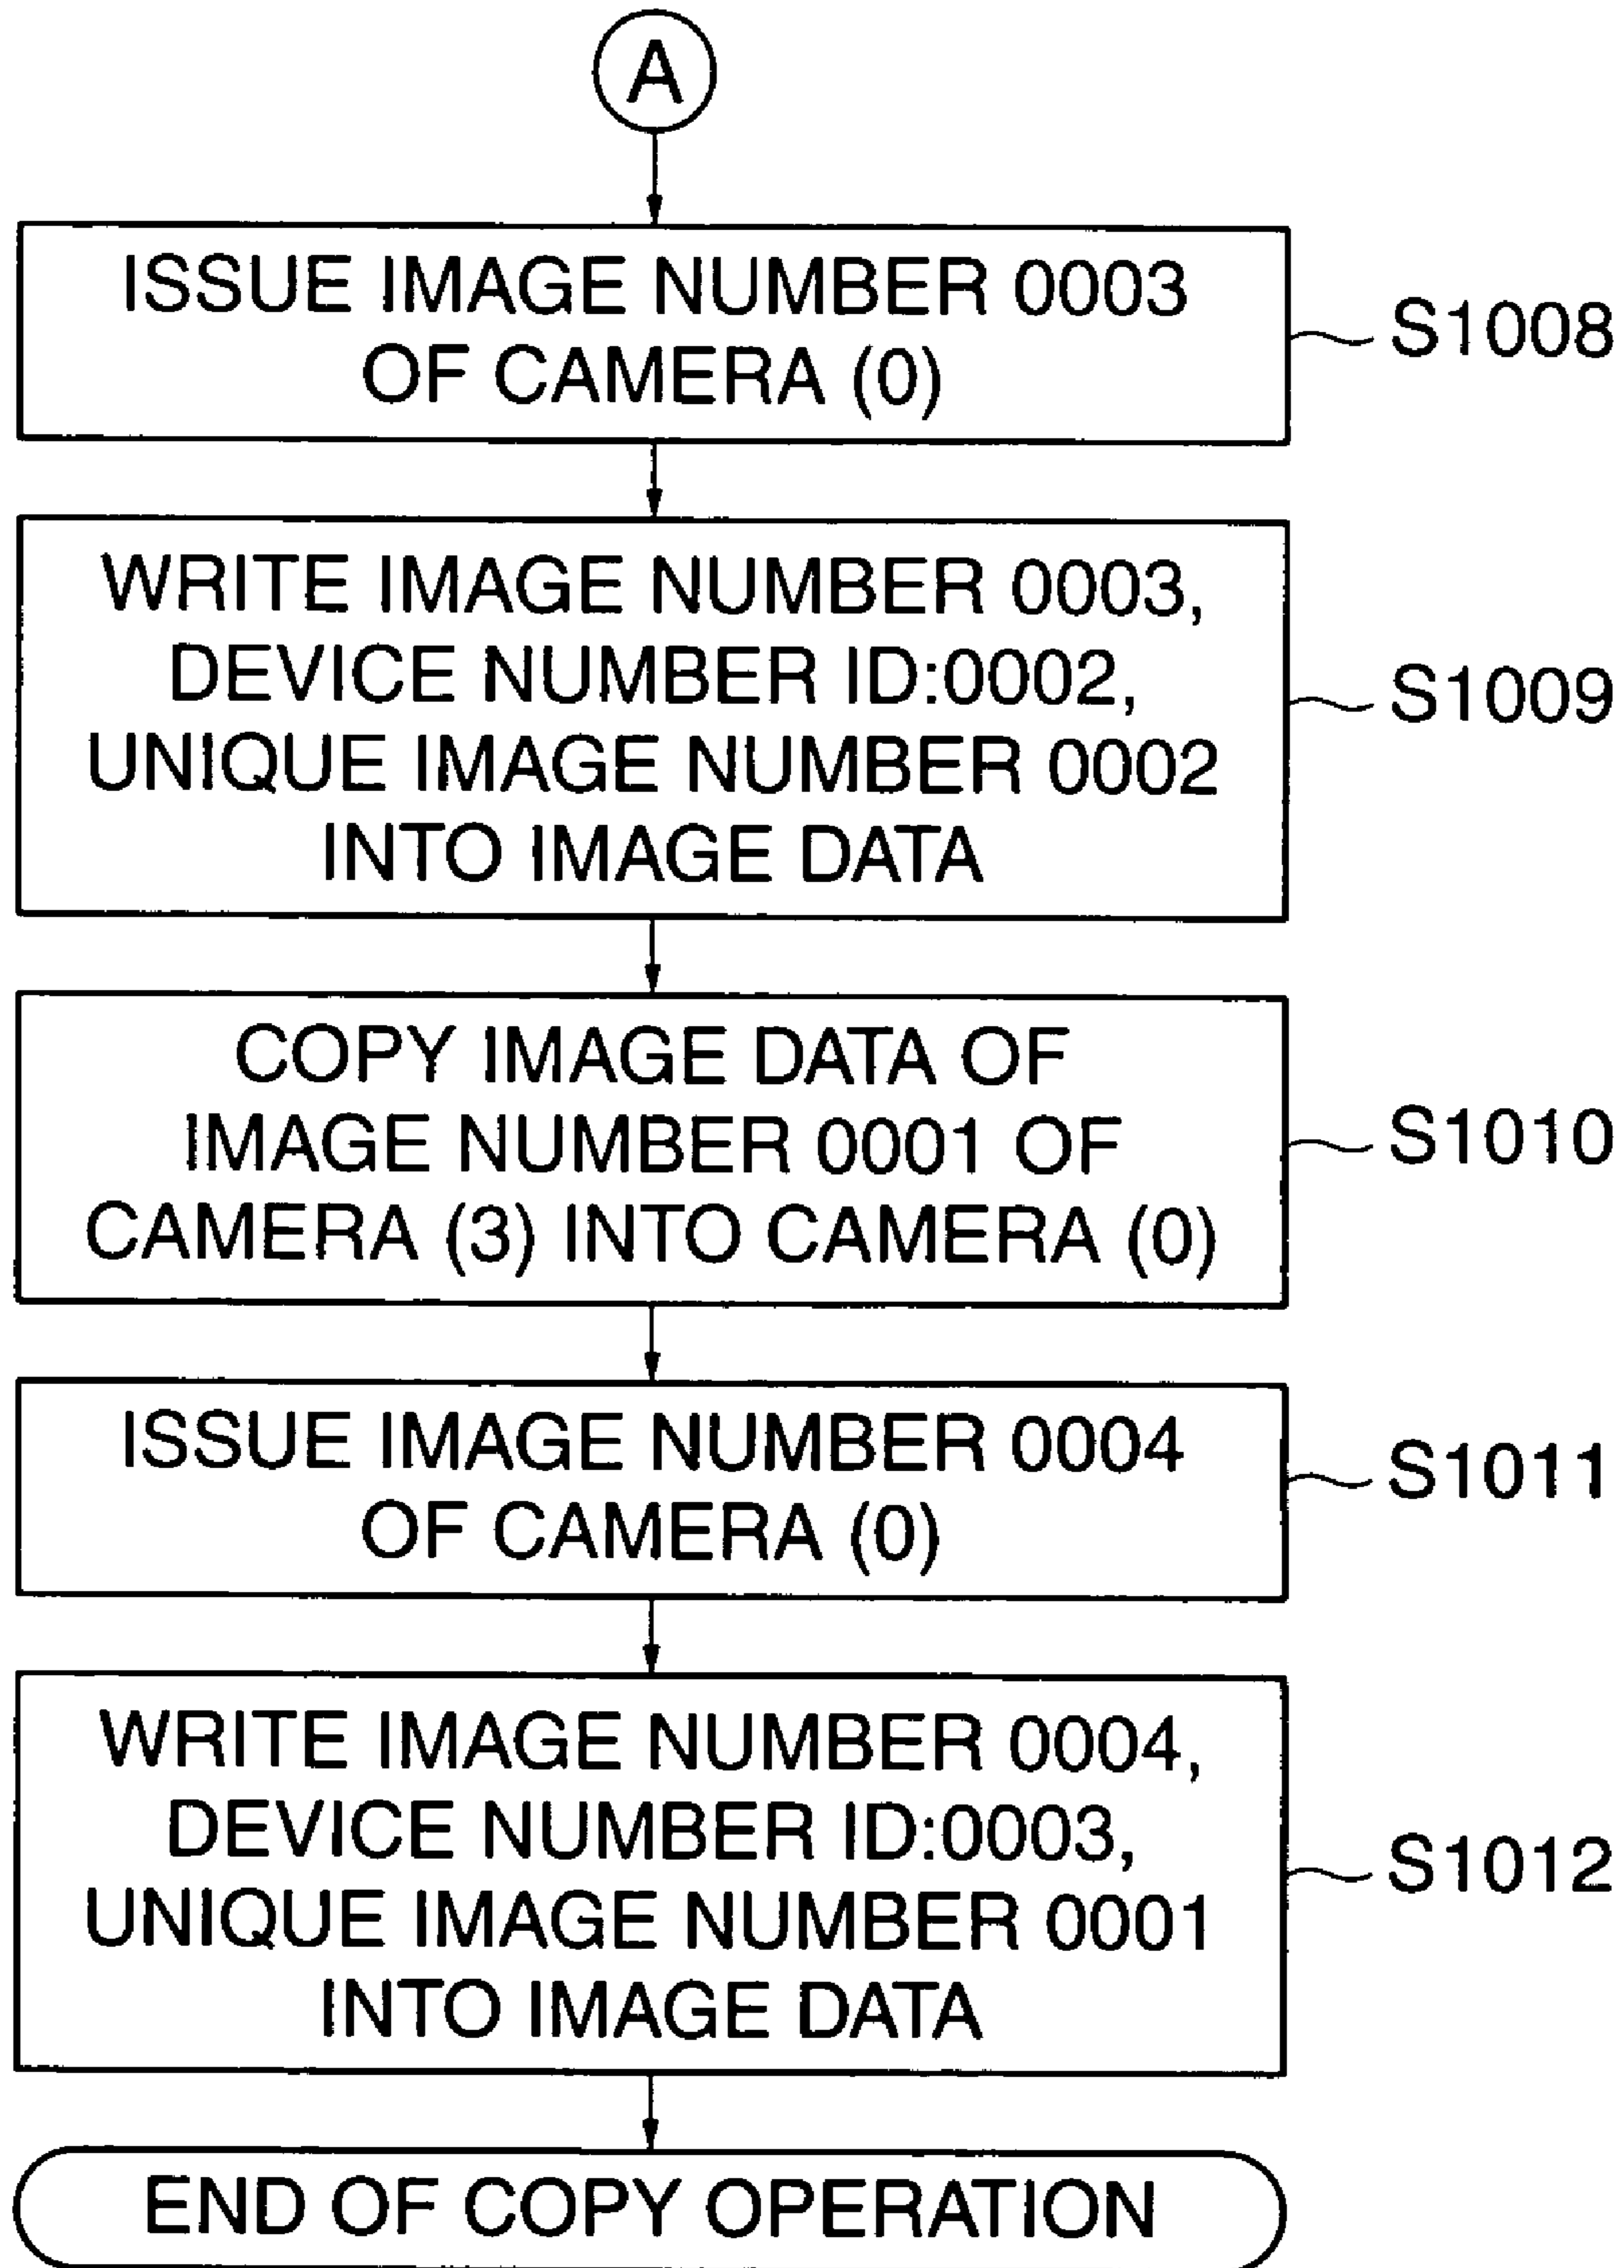 A
ISSUE IMAGE NUMBER 0003
OF CAMERA (0)
S1008
WRITE IMAGE NUMBER 0003,
DEVICE NUMBER ID:0002,
UNIQUE IMAGE NUMBER 0002
INTO IMAGE DATA
S1009
COPY IMAGE DATA OF
IMAGE NUMBER 0001 OF
CAMERA (3) INTO CAMERA (0)
S1010
ISSUE IMAGE NUMBER 0004
OF CAMERA (0)
S1011
WRITE IMAGE NUMBER 0004,
DEVICE NUMBER ID:0003,
UNIQUE IMAGE NUMBER 0001
INTO IMAGE DATA
S1012
END OF COPY OPERATION